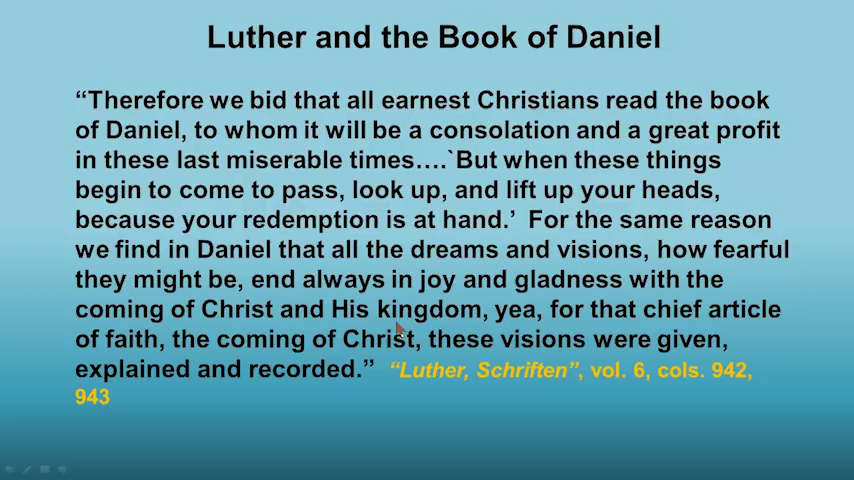 Luther and the Book of Daniel
“Therefore we bid that all earnest Christians read the book
of Daniel, to whom it will be a consolation and a great profit
in these last miserable times….`But when these things
begin to come to pass, look up, and lift up your heads,
because your redemption is at hand.’ For the same reason
we find in Daniel that all the dreams and visions, how fearful
they might be, end always in joy and gladness with the
coming of Christ and His kingdom, yea, for that chief article
of faith, the coming of Christ, these visions were given,
explained and recorded.” “Luther, Schriften”, vol. 6, cols. 942,
943